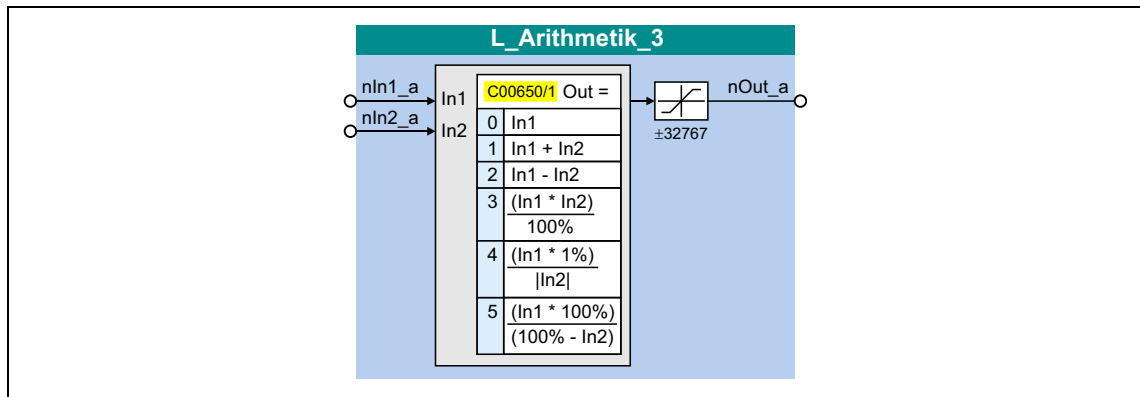 L_Arithmetik_3
nIn1_a
In1
C00650/1 Out =
nOut_a
nIn2_a
In2
±32767
0 In1
1 In1 + In2
2 In1 - In2
3 (In1 * In2)
100%
4 (In1 * 1%)
|In2|
5 (In1 * 100%)
(100% - In2)